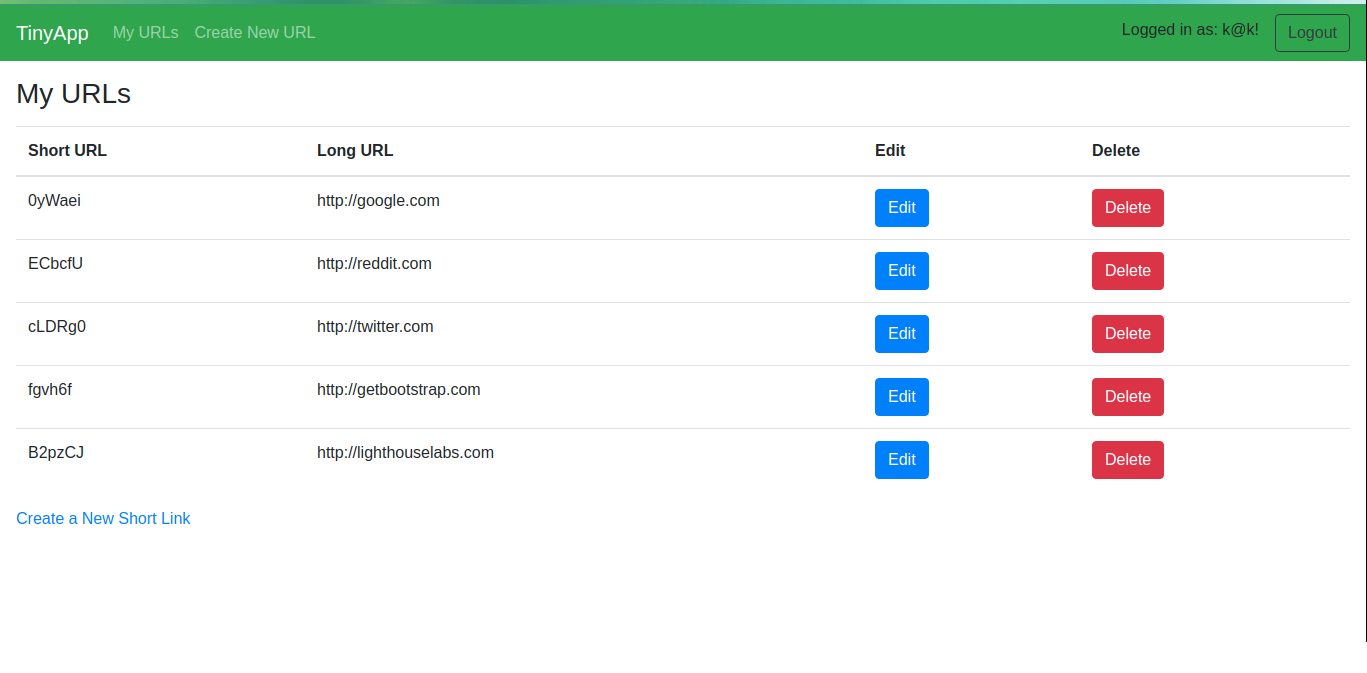 TinyApp My URLs Create New URL Logged in as: k@k! Logout
My URLs
Short URL Long URL Edit Delete
0yWaei http://google.com Edit Delete
ECbcfU http://reddit.com Edit Delete
cLDRg0 http://twitter.com Edit Delete
fgvh6f http://getbootstrap.com Edit Delete
B2pzCJ http://lighthouselabs.com Edit Delete
Create a New Short Link